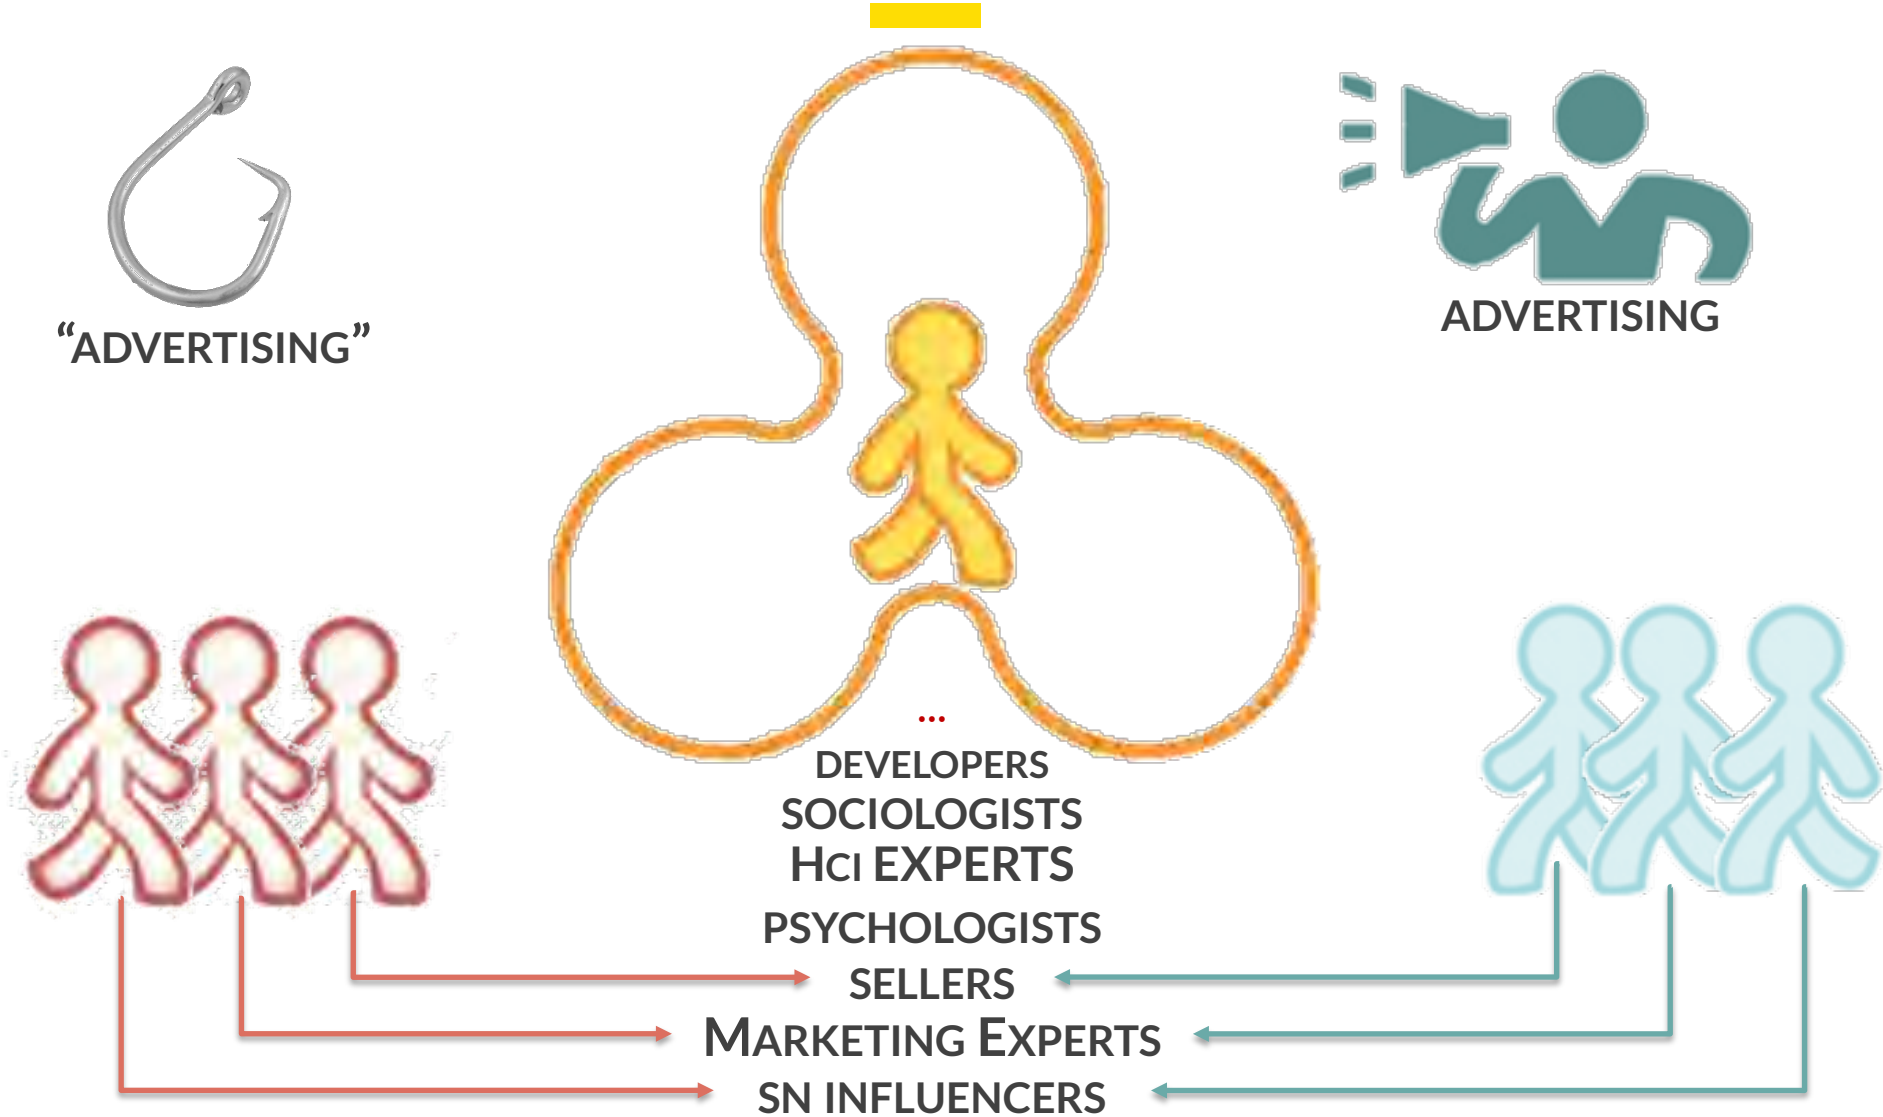 “ADVERTISING”
ADVERTISING
...
DEVELOPERS
SOCIOLOGISTS
HCI EXPERTS
PSYCHOLOGISTS
SELLERS
MARKETING EXPERTS
SN INFLUENCERS